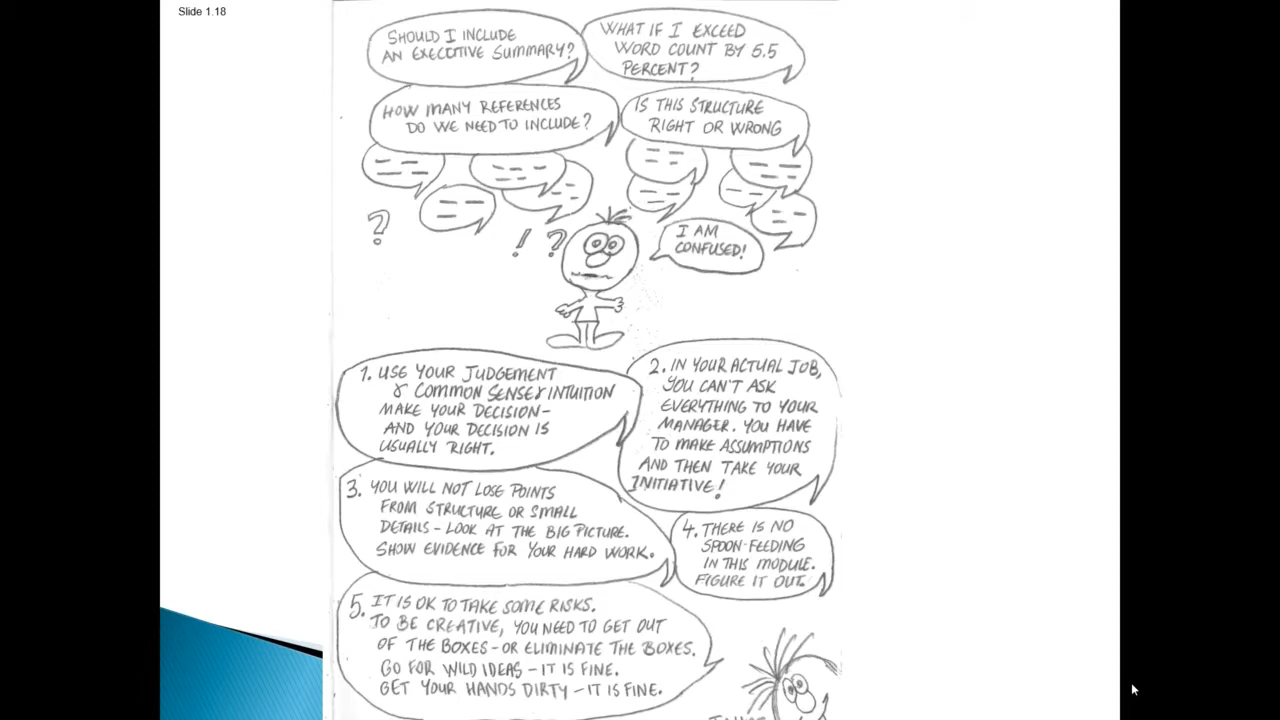 Slide 1.18
SHOULD I INCLUDE
AN EXECUTIVE SUMMARY?
WHAT IF I EXCEED
WORD COUNT BY 5.5
PERCENT?
HOW MANY REFERENCES
DO WE NEED TO INCLUDE?
IS THIS STRUCTURE
RIGHT OR WRONG
?
! ?
I AM
CONFUSED!
1. USE YOUR JUDGEMENT
& COMMON SENSE & INTUITION
MAKE YOUR DECISION -
AND YOUR DECISION IS
USUALLY RIGHT.
2. IN YOUR ACTUAL JOB,
YOU CAN'T ASK
EVERYTHING TO YOUR
MANAGER. YOU HAVE
TO MAKE ASSUMPTIONS
AND THEN TAKE YOUR
INITIATIVE!
3. YOU WILL NOT LOSE POINTS
FROM STRUCTURE OR SMALL
DETAILS - LOOK AT THE BIG PICTURE.
SHOW EVIDENCE FOR YOUR HARD WORK.
4. THERE IS NO
SPOON-FEEDING
IN THIS MODULE.
FIGURE IT OUT.
5. IT IS OK TO TAKE SOME RISKS.
TO BE CREATIVE, YOU NEED TO GET OUT
OF THE BOXES - OR ELIMINATE THE BOXES.
GO FOR WILD IDEAS - IT IS FINE.
GET YOUR HANDS DIRTY - IT IS FINE.